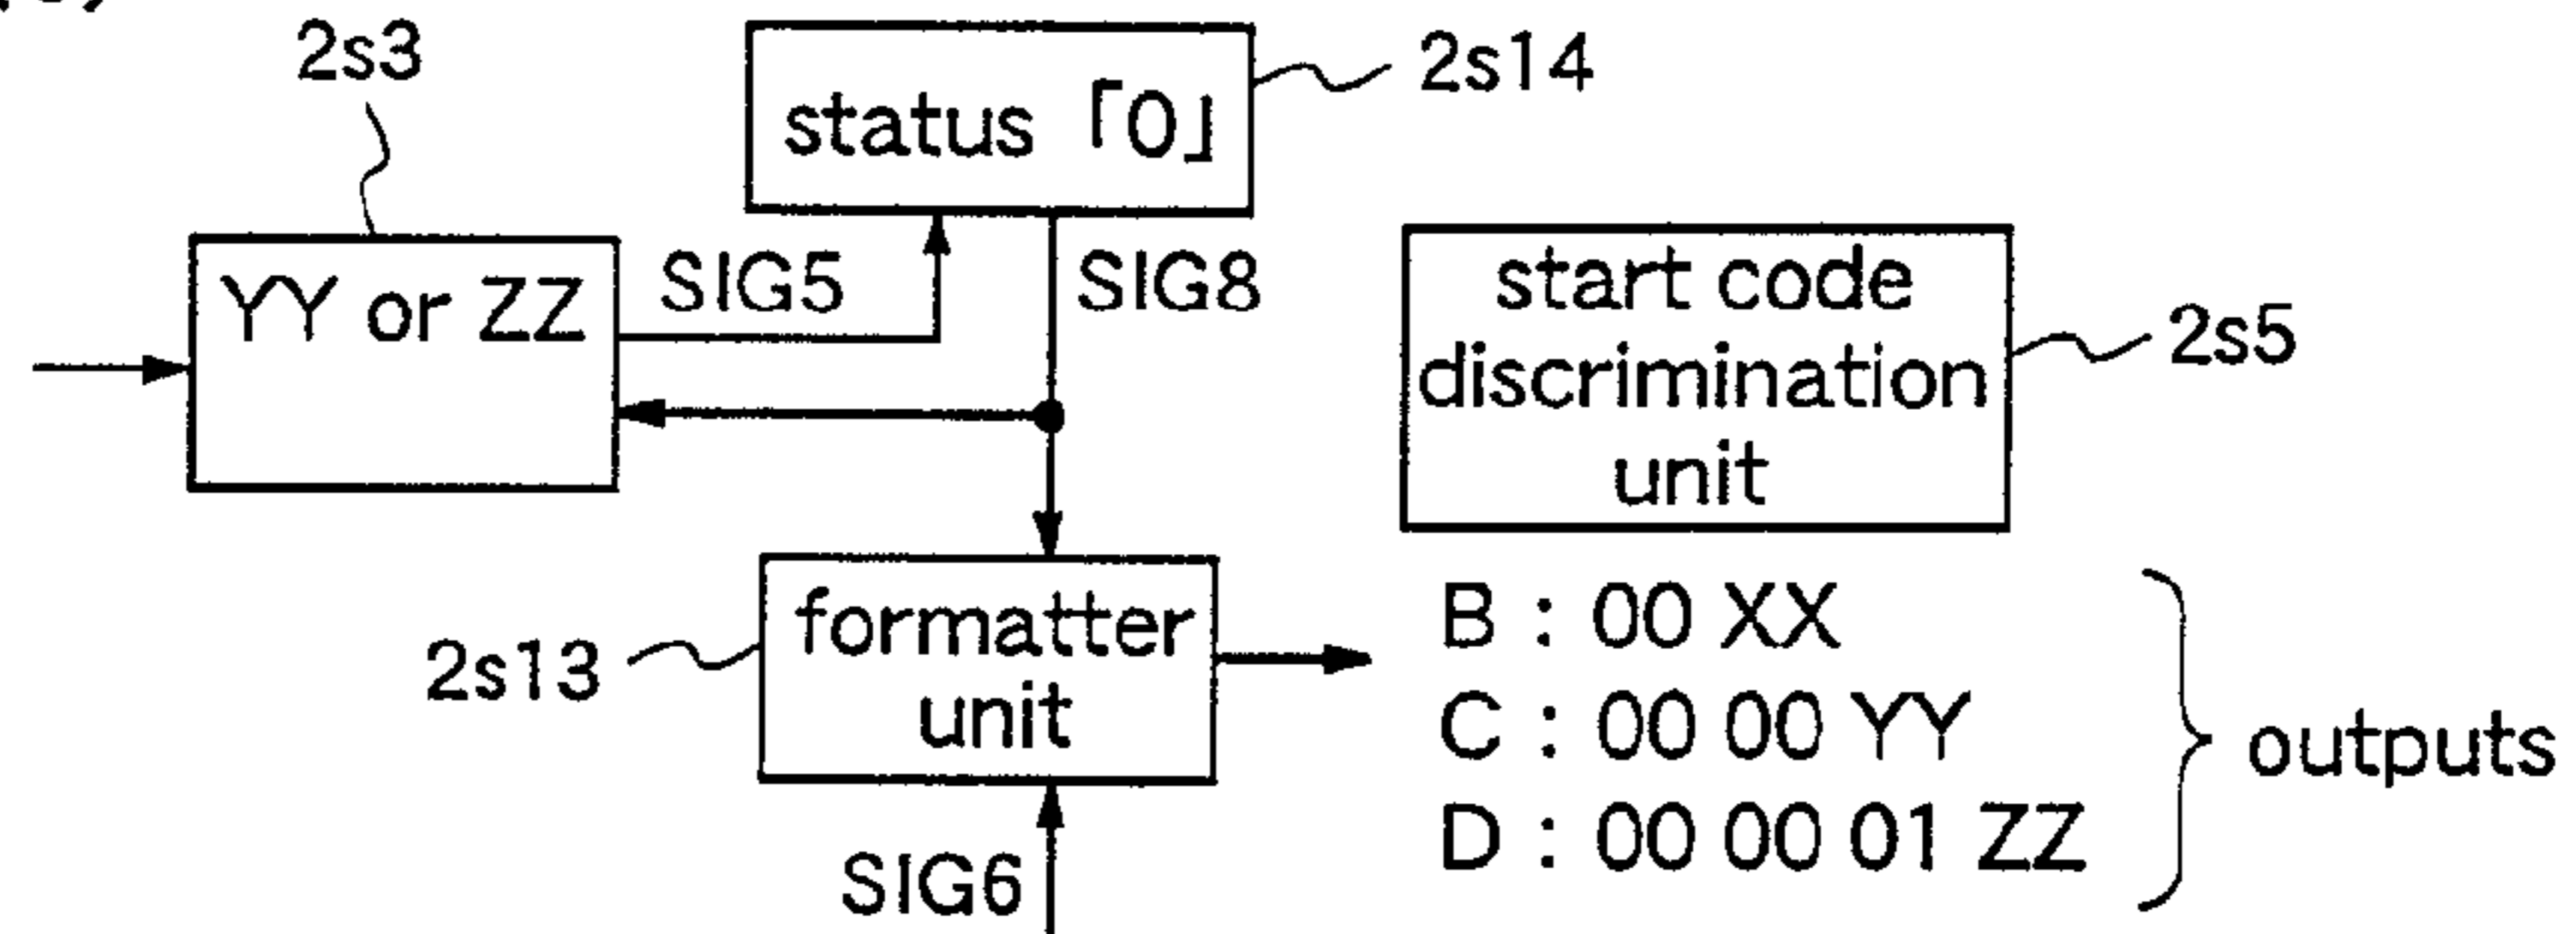 2s3
status「0」
2s14
YY or ZZ
SIG5
SIG8
start code
discrimination
unit
2s5
formatter
unit
2s13
SIG6
B : 00 XX
C : 00 00 YY
D : 00 00 01 ZZ
outputs